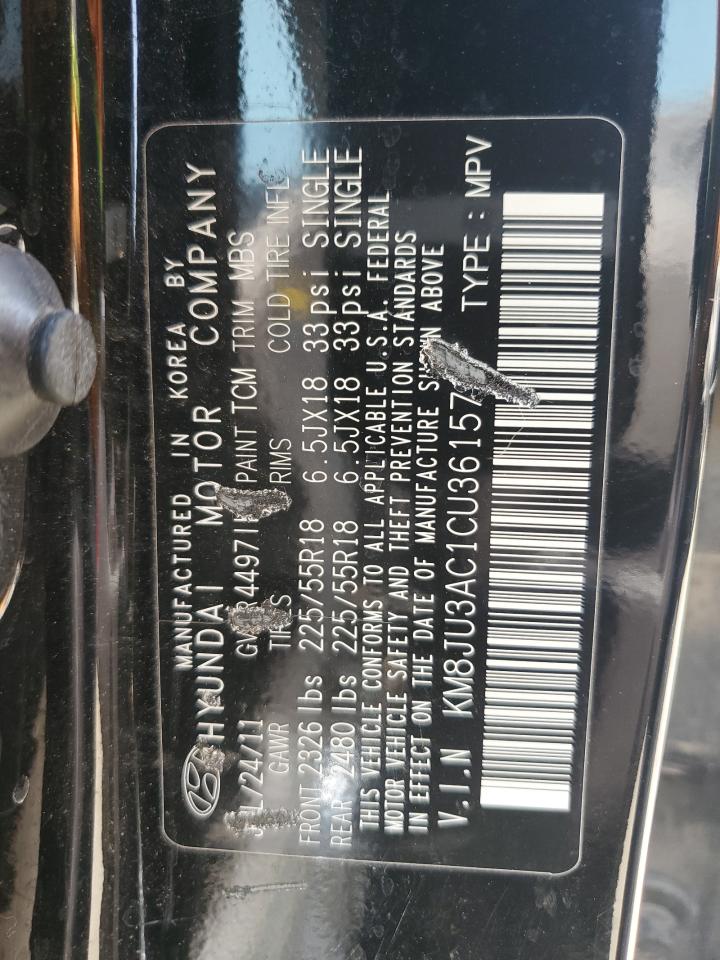 MANUFACTURED IN KOREA BY
HYUNDAI MOTOR COMPANY
/24/11 4497 PAINT TCM TRIM MBS
GAWR TIRES RIMS COLD TIRE INFL
FRONT 2326 lbs 225/55R18 6.5JX18 33psi SINGLE
REAR 2480 lbs 225/55R18 6.5JX18 33psi SINGLE
THIS VEHICLE CONFORMS TO ALL APPLICABLE U.S.A. FEDERAL
MOTOR VEHICLE SAFETY AND THEFT PREVENTION STANDARDS
IN EFFECT ON THE DATE OF MANUFACTURE SHOWN ABOVE
V.I.N KM8JU3AC1CU36157 TYPE : MPV